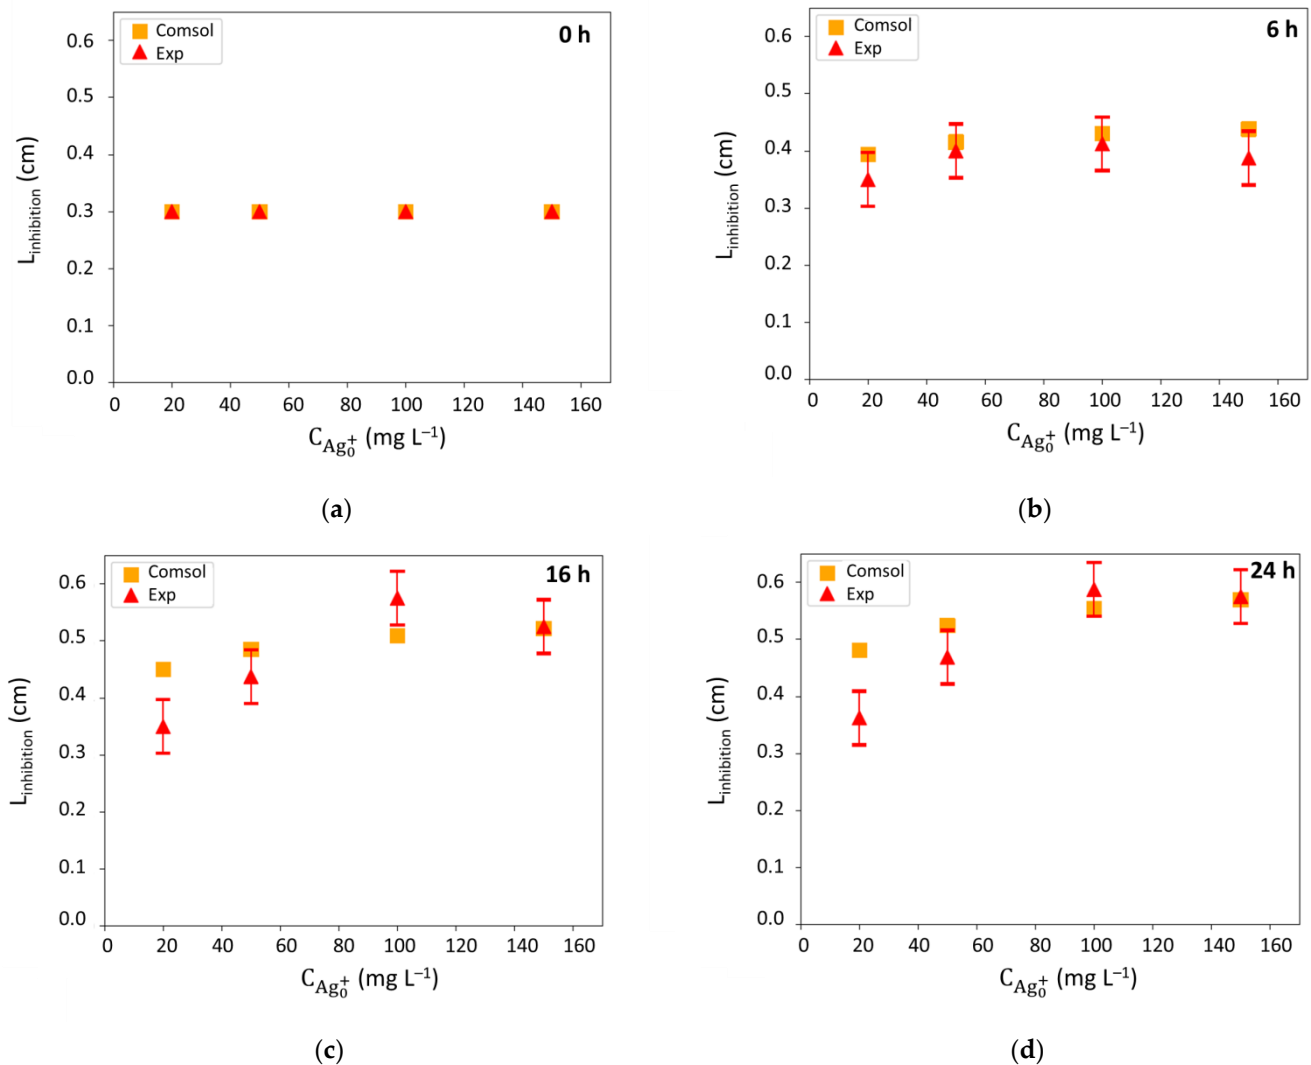 Comsol
Exp
0 h
0.6
0.5
0.4
0.3
0.2
0.1
0.0
L_inhibition (cm)
0 20 40 60 80 100 120 140 160
C_Ag₀⁺ (mg L⁻¹)
(a)
Comsol
Exp
6 h
0.6
0.5
0.4
0.3
0.2
0.1
0.0
L_inhibition (cm)
0 20 40 60 80 100 120 140 160
C_Ag₀⁺ (mg L⁻¹)
(b)
Comsol
Exp
16 h
0.6
0.5
0.4
0.3
0.2
0.1
0.0
L_inhibition (cm)
0 20 40 60 80 100 120 140 160
C_Ag₀⁺ (mg L⁻¹)
(c)
Comsol
Exp
24 h
0.6
0.5
0.4
0.3
0.2
0.1
0.0
L_inhibition (cm)
0 20 40 60 80 100 120 140 160
C_Ag₀⁺ (mg L⁻¹)
(d)